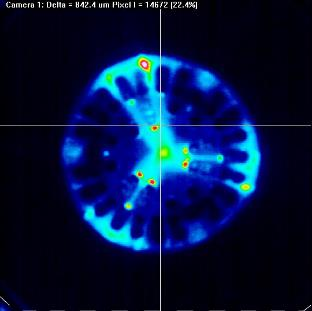 Camera 1: Delta = 842.4 um Pixel I = 14672 (22.4%)